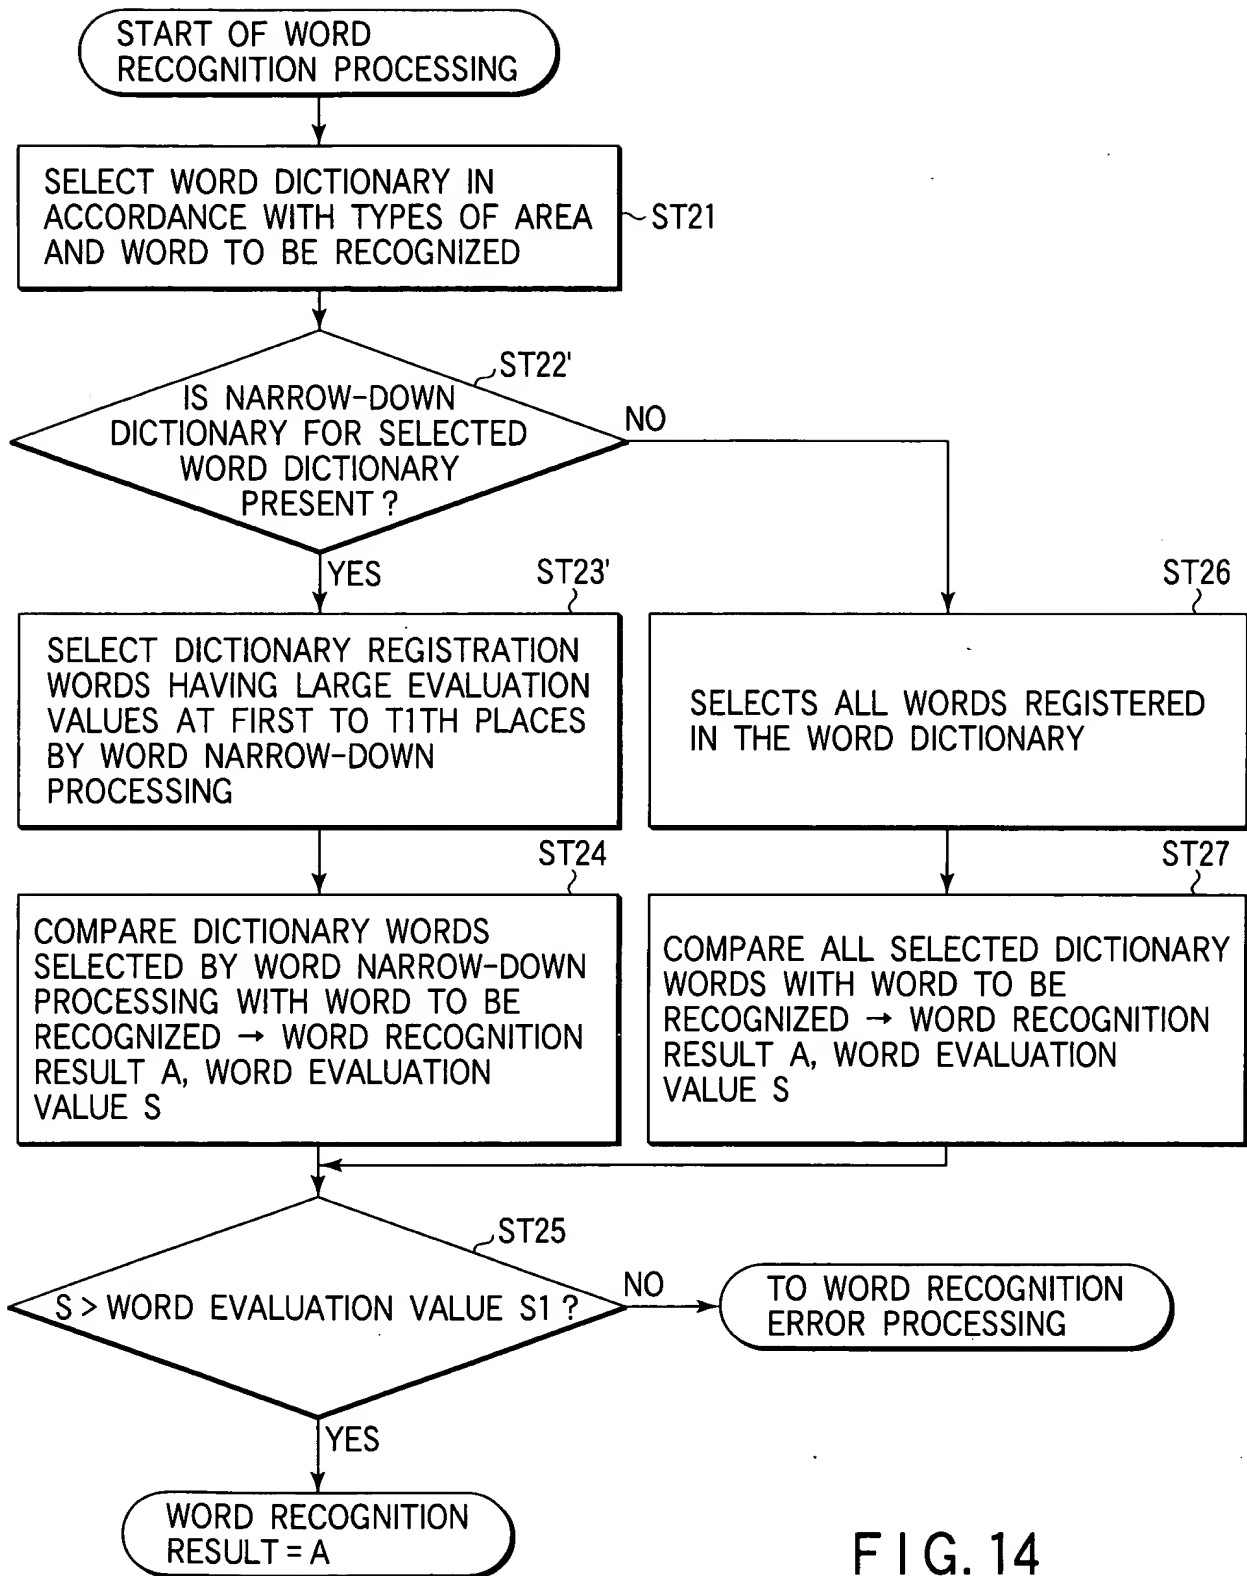 START OF WORD
RECOGNITION PROCESSING
SELECT WORD DICTIONARY IN
ACCORDANCE WITH TYPES OF AREA
AND WORD TO BE RECOGNIZED
ST21
ST22'
IS NARROW-DOWN
DICTIONARY FOR SELECTED
WORD DICTIONARY
PRESENT ?
NO
YES
ST23'
SELECT DICTIONARY REGISTRATION
WORDS HAVING LARGE EVALUATION
VALUES AT FIRST TO T1TH PLACES
BY WORD NARROW-DOWN
PROCESSING
ST26
SELECTS ALL WORDS REGISTERED
IN THE WORD DICTIONARY
ST24
COMPARE DICTIONARY WORDS
SELECTED BY WORD NARROW-DOWN
PROCESSING WITH WORD TO BE
RECOGNIZED → WORD RECOGNITION
RESULT A, WORD EVALUATION
VALUE S
ST27
COMPARE ALL SELECTED DICTIONARY
WORDS WITH WORD TO BE
RECOGNIZED → WORD RECOGNITION
RESULT A, WORD EVALUATION
VALUE S
ST25
S > WORD EVALUATION VALUE S1 ?
NO
TO WORD RECOGNITION
ERROR PROCESSING
YES
WORD RECOGNITION
RESULT = A
FIG. 14